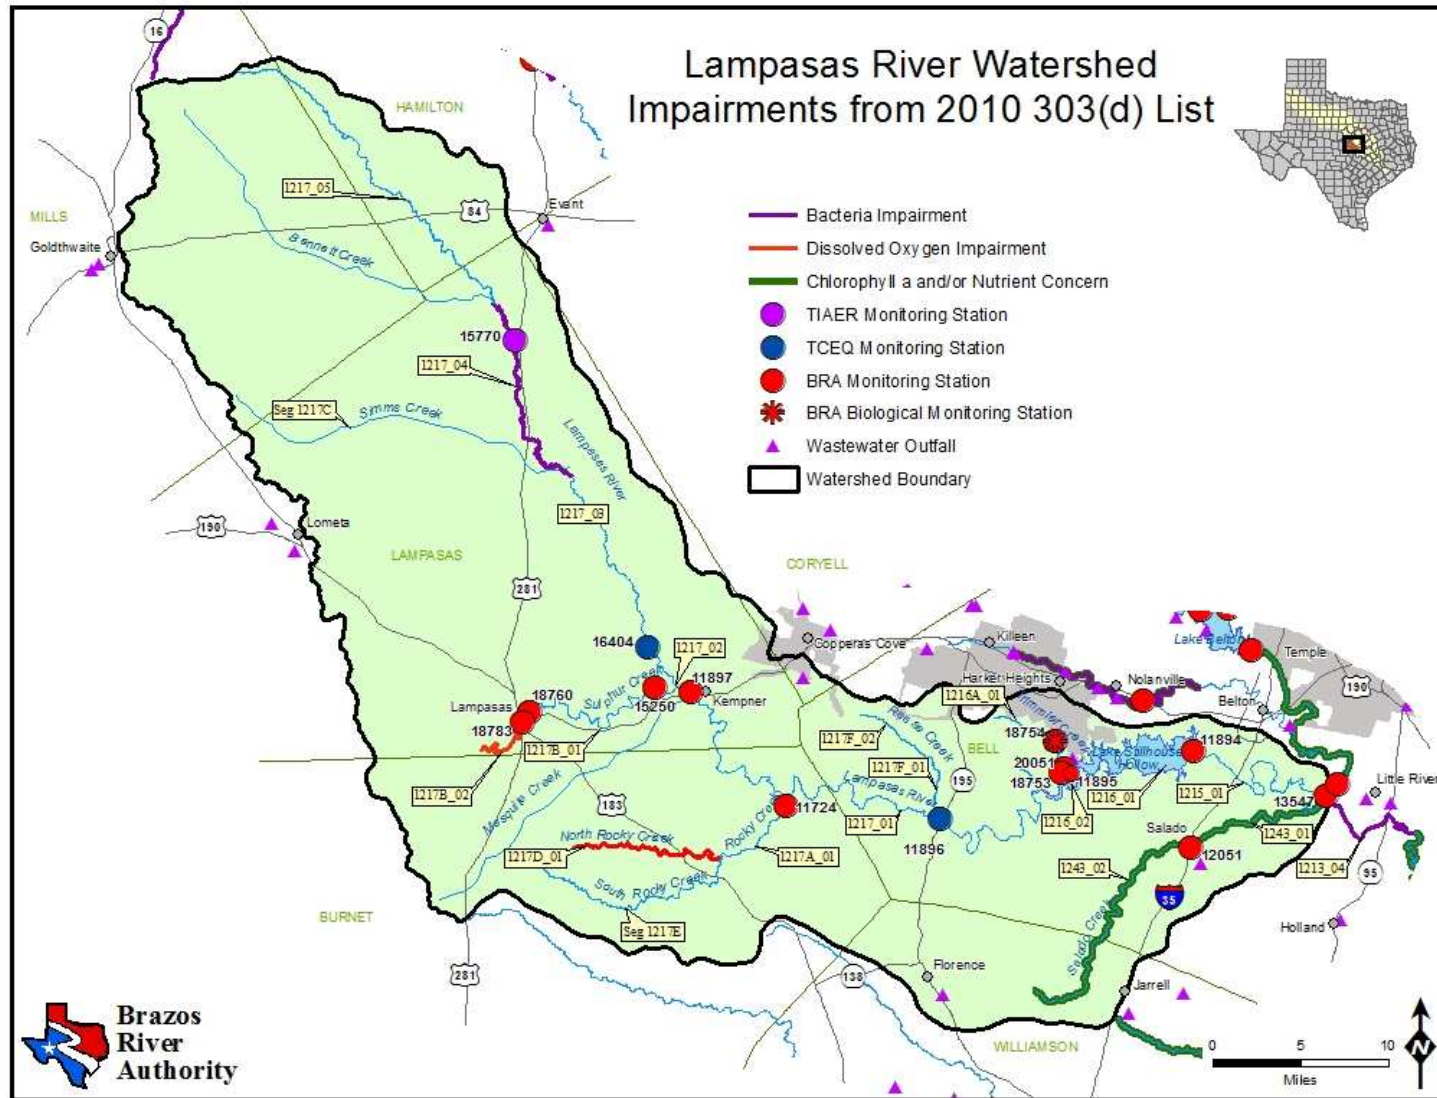 Lampasas River Watershed
Impairments from 2010 303(d) List
Bacteria Impairment
Dissolved Oxygen Impairment
Chlorophyll a and/or Nutrient Concern
TIAER Monitoring Station
TCEQ Monitoring Station
BRA Monitoring Station
BRA Biological Monitoring Station
Wastewater Outfall
Watershed Boundary
16
HAMILTON
1217_05
84
Evant
MILLS
Goldthwaite
Bennett Creek
15770
1217_04
Seg 1217C
Simms Creek
Lampasas River
1217_03
190
Lometa
LAMPASAS
281
CORYELL
16404
1217_02
Copperas Cove
Killeen
Lake Belton
Temple
Harker Heights
Nolanville
190
Belton
11897
Kempner
Sulphur Creek
15250
18760
Lampasas
18783
1217B_01
1217B_02
1216A_01
Trimmier Creek
Reese Creek
1217F_02
1217F_01
BELL
18754
Lake Stillhouse
Hollow
11894
195
20051
18753
11895
1216_01
1215_01
Little River
13547
Mesquite Creek
183
Lampasas River
11724
1217_01
1216_02
11896
North Rocky Creek
Rocky Creek
1217D_01
1217A_01
South Rocky Creek
Seg 1217E
Salado
1243_01
12051
1243_02
1213_04
95
35
Salado Creek
BURNET
281
Holland
138
Florence
Jarrell
WILLIAMSON
Brazos
River
Authority
0 5 10
Miles
N